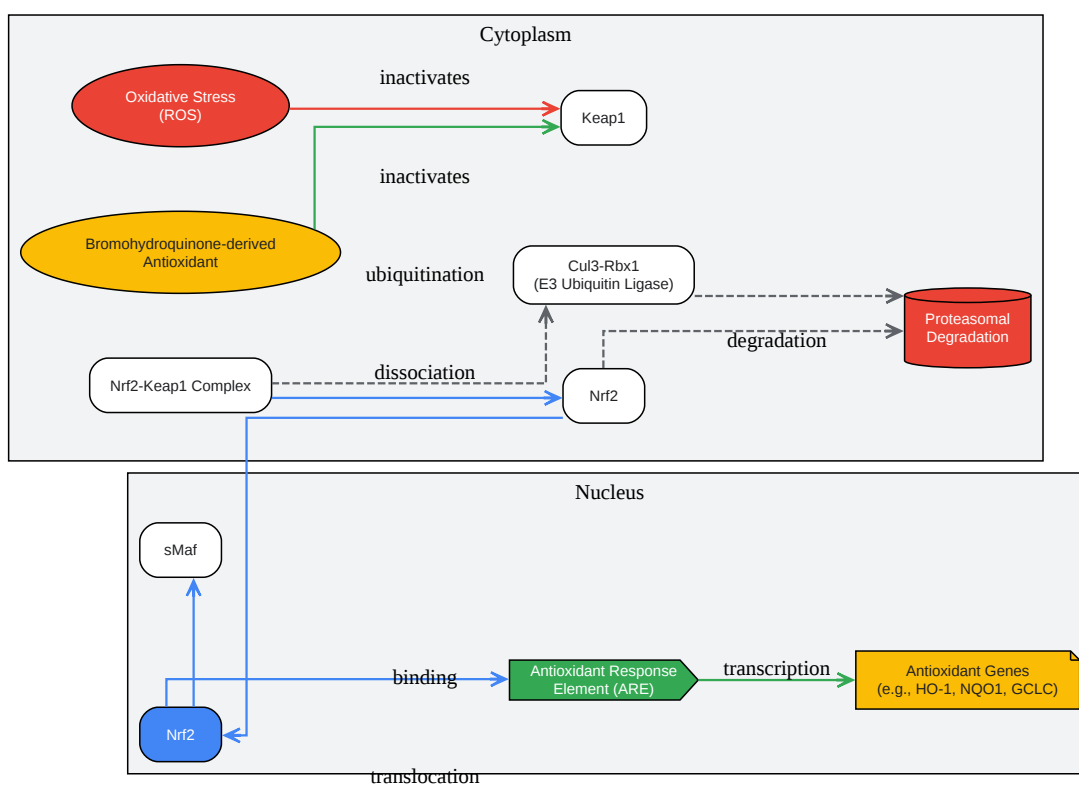 Cytoplasm
inactivates
Oxidative Stress
(ROS)
Keap1
inactivates
Bromohydroquinone-derived
Antioxidant
ubiquitination
Cul3-Rbx1
(E3 Ubiquitin Ligase)
Proteasomal
Degradation
degradation
Nrf2-Keap1 Complex
dissociation
Nrf2
Nucleus
sMaf
binding
Antioxidant Response
Element (ARE)
transcription
Antioxidant Genes
(e.g., HO-1, NQO1, GCLC)
Nrf2
translocation